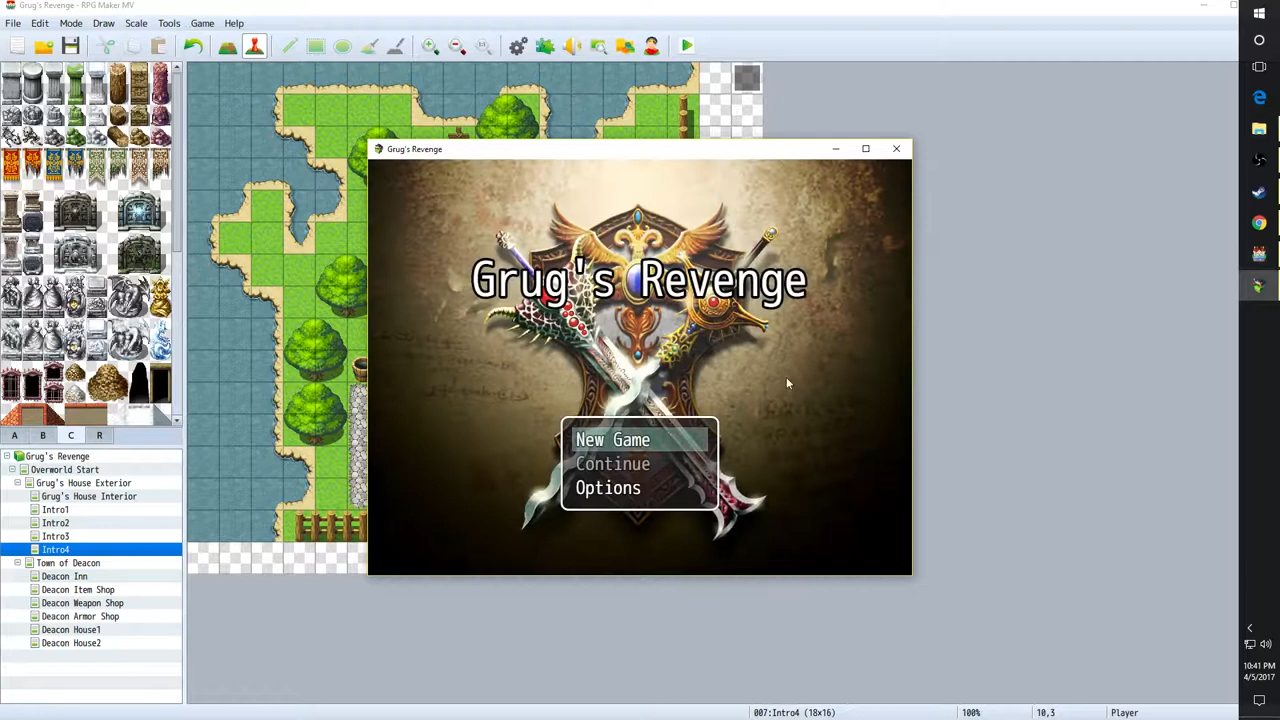 Grug's Revenge - RPG Maker MV
File Edit Mode Draw Scale Tools Game Help
Grug's Revenge
Grug's Revenge
New Game
Continue
Options
A B C R
Grug's Revenge
Overworld Start
Grug's House Exterior
Grug's House Interior
Intro1
Intro2
Intro3
Intro4
Town of Deacon
Deacon Inn
Deacon Item Shop
Deacon Weapon Shop
Deacon Armor Shop
Deacon House1
Deacon House2
10:41 PM
4/5/2017
007:Intro4 (18×16) 100% 10,3 Player